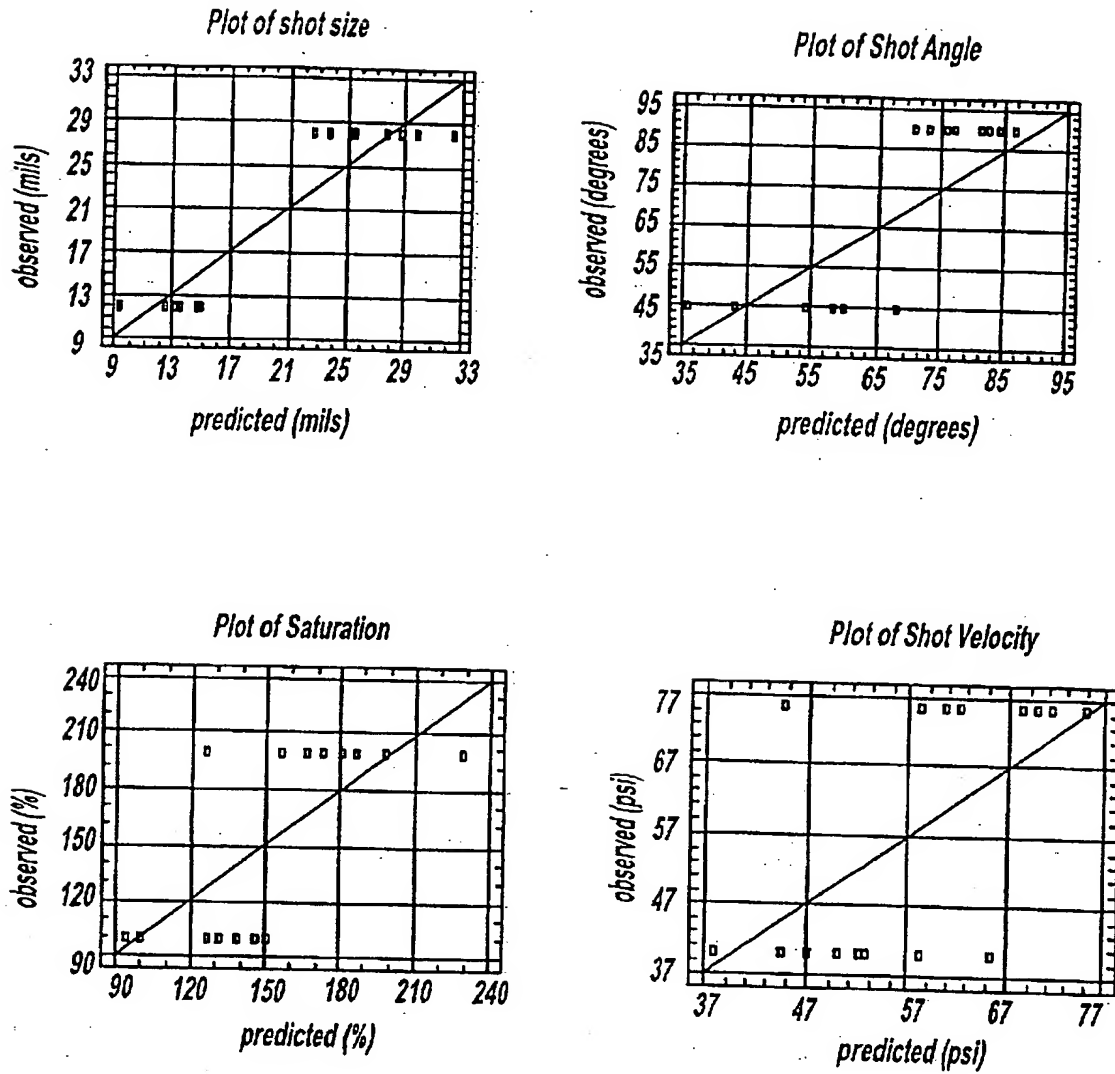 Plot of shot size
33
29
25
21
17
13
9
observed (mils)
9 13 17 21 25 29 33
predicted (mils)
Plot of Shot Angle
95
85
75
65
55
45
35
observed (degrees)
35 45 55 65 75 85 95
predicted (degrees)
Plot of Saturation
240
210
180
150
120
90
observed (%)
90 120 150 180 210 240
predicted (%)
Plot of Shot Velocity
77
67
57
47
37
observed (psi)
37 47 57 67 77
predicted (psi)